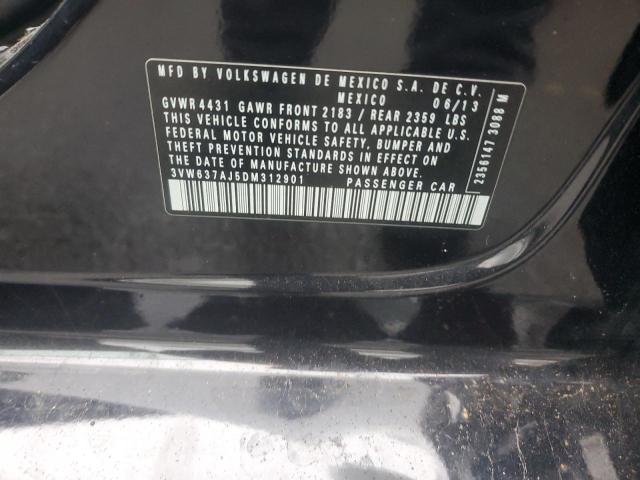 MFD BY VOLKSWAGEN DE MEXICO S.A. DE C.V.
MEXICO 06/13
GVWR 4431 GAWR FRONT 2183 / REAR 2359 LBS
THIS VEHICLE CONFORMS TO ALL APPLICABLE U.S.
FEDERAL MOTOR VEHICLE SAFETY, BUMPER AND
THEFT PREVENTION STANDARDS IN EFFECT ON
DATE OF MANUFACTURE SHOWN ABOVE.
3VW637AJ5DM312901 PASSENGER CAR
2356147 3088 M